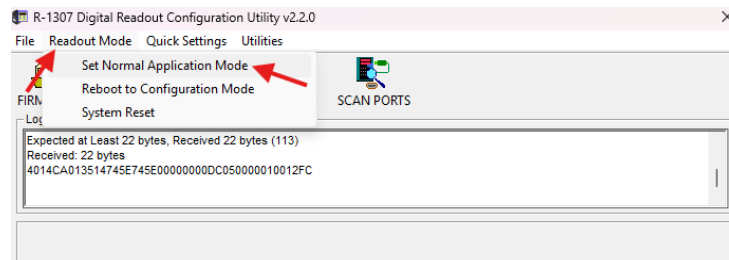 R-1307 Digital Readout Configuration Utility v2.2.0
File Readout Mode Quick Settings Utilities
Set Normal Application Mode
Reboot to Configuration Mode
System Reset
SCAN PORTS
Expected at Least 22 bytes, Received 22 bytes (113)
Received: 22 bytes
4014CA013514745E745E00000000DC050000010012FC